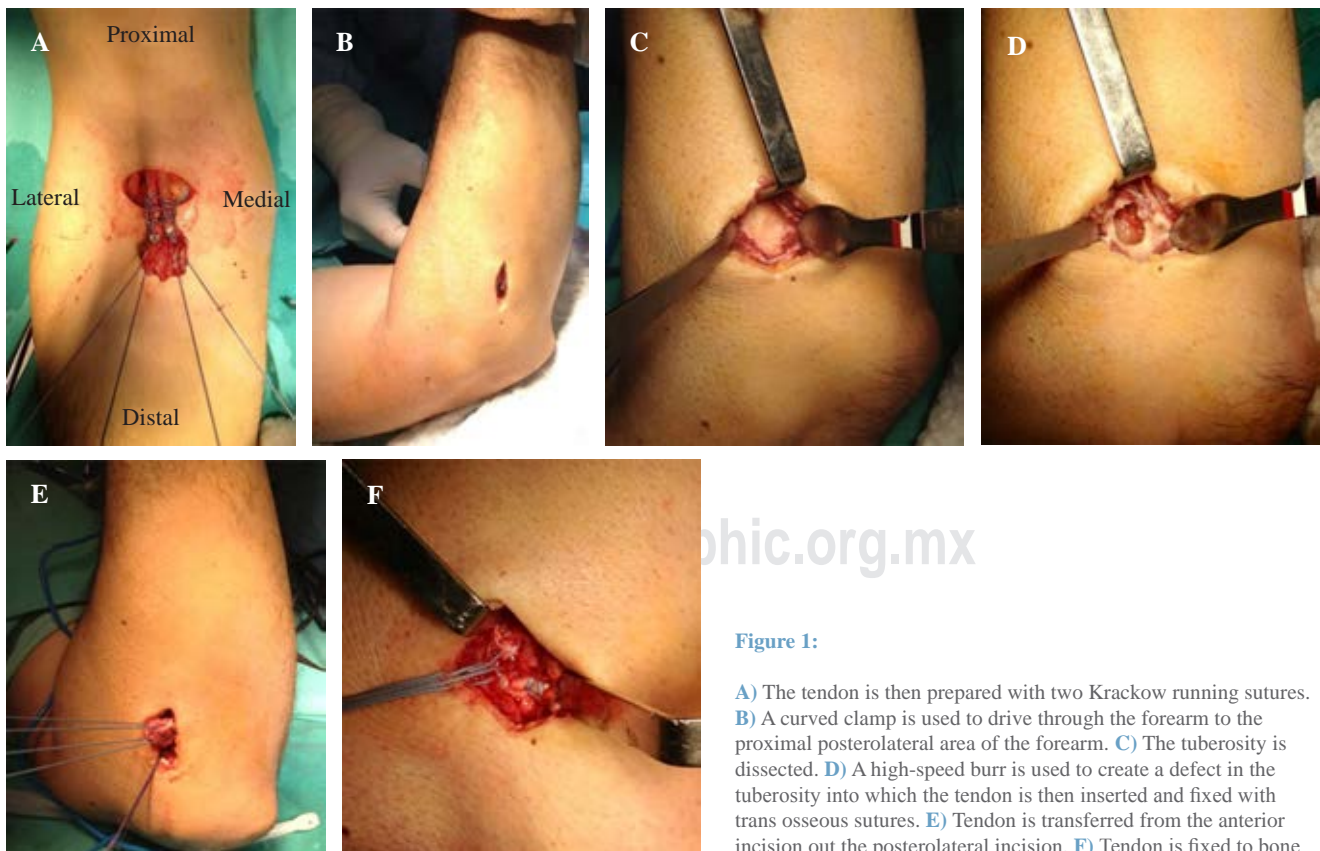 A
Proximal
Lateral
Medial
Distal
B
C
D
E
F
phic.org.mx
Figure 1:
A) The tendon is then prepared with two Krackow running sutures.
B) A curved clamp is used to drive through the forearm to the
proximal posterolateral area of the forearm. C) The tuberosity is
dissected. D) A high-speed burr is used to create a defect in the
tuberosity into which the tendon is then inserted and fixed with
trans osseous sutures. E) Tendon is transferred from the anterior
incision out the posterolateral incision. F) Tendon is fixed to bone